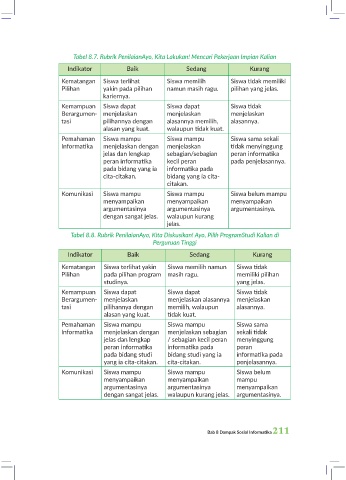 Tabel 8.7. Rubrik PenilaianAyo, Kita Lakukan! Mencari Pekerjaan Impian Kalian
Indikator Baik Sedang Kurang
Kematangan Siswa terlihat Siswa memilih Siswa tidak memiliki
Pilihan yakin pada pilihan namun masih ragu. pilihan yang jelas.
kariernya.
Kemampuan Siswa dapat Siswa dapat Siswa tidak
Berargumen- menjelaskan menjelaskan menjelaskan
tasi pilihannya dengan alasannya memilih, alasannya.
alasan yang kuat. walaupun tidak kuat.
Pemahaman Siswa mampu Siswa mampu Siswa sama sekali
Informatika menjelaskan dengan menjelaskan tidak menyinggung
jelas dan lengkap sebagian/sebagian peran informatika
peran informatika kecil peran pada penjelasannya.
pada bidang yang ia informatika pada
cita-citakan. bidang yang ia cita-
citakan.
Komunikasi Siswa mampu Siswa mampu Siswa belum mampu
menyampaikan menyampaikan menyampaikan
argumentasinya argumentasinya argumentasinya.
dengan sangat jelas. walaupun kurang
jelas.
Tabel 8.8. Rubrik PenilaianAyo, Kita Diskusikan! Ayo, Pilih ProgramStudi Kalian di
Perguruan Tinggi
Indikator Baik Sedang Kurang
Kematangan Siswa terlihat yakin Siswa memilih namun Siswa tidak
Pilihan pada pilihan program masih ragu. memiliki pilihan
studinya. yang jelas.
Kemampuan Siswa dapat Siswa dapat Siswa tidak
Berargumen- menjelaskan menjelaskan alasannya menjelaskan
tasi pilihannya dengan memilih, walaupun alasannya.
alasan yang kuat. tidak kuat.
Pemahaman Siswa mampu Siswa mampu Siswa sama
Informatika menjelaskan dengan menjelaskan sebagian sekali tidak
jelas dan lengkap / sebagian kecil peran menyinggung
peran informatika informatika pada peran
pada bidang studi bidang studi yang ia informatika pada
yang ia cita-citakan. cita-citakan. penjelasannya.
Komunikasi Siswa mampu Siswa mampu Siswa belum
menyampaikan menyampaikan mampu
argumentasinya argumentasinya menyampaikan
dengan sangat jelas. walaupun kurang jelas. argumentasinya.
Bab 8 Dampak Sosial Informatika 211